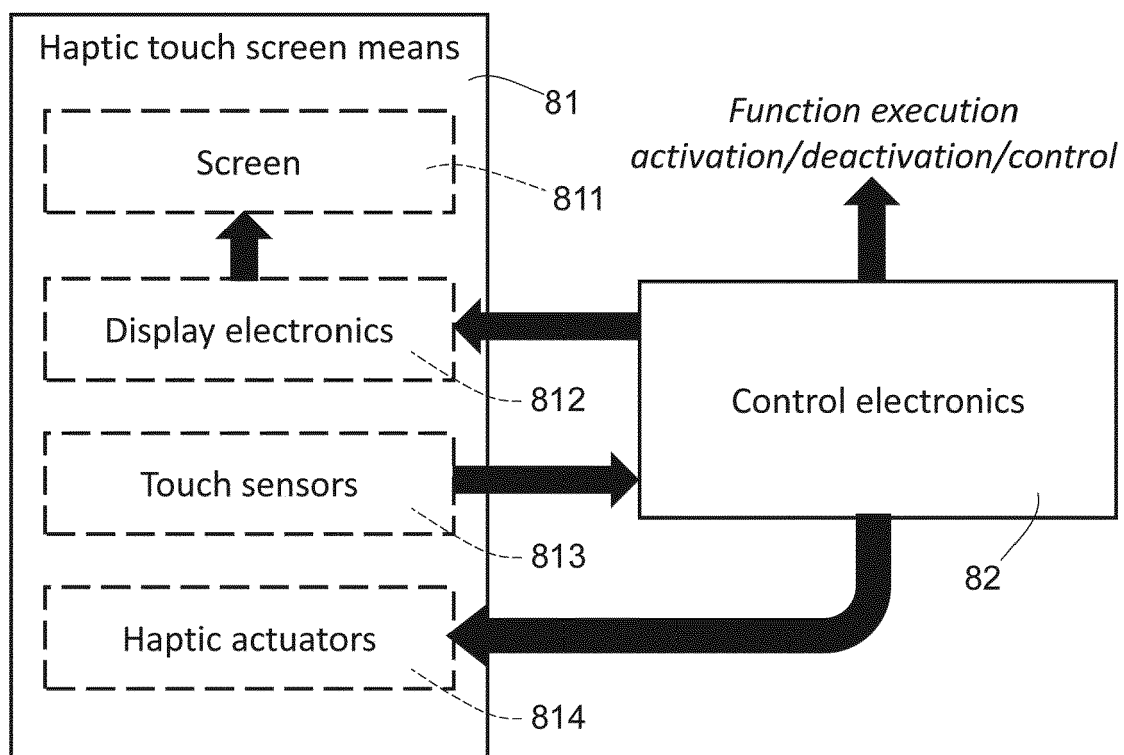 Haptic touch screen means
81
Screen
811
Function execution
activation/deactivation/control
Display electronics
812
Control electronics
82
Touch sensors
813
Haptic actuators
814